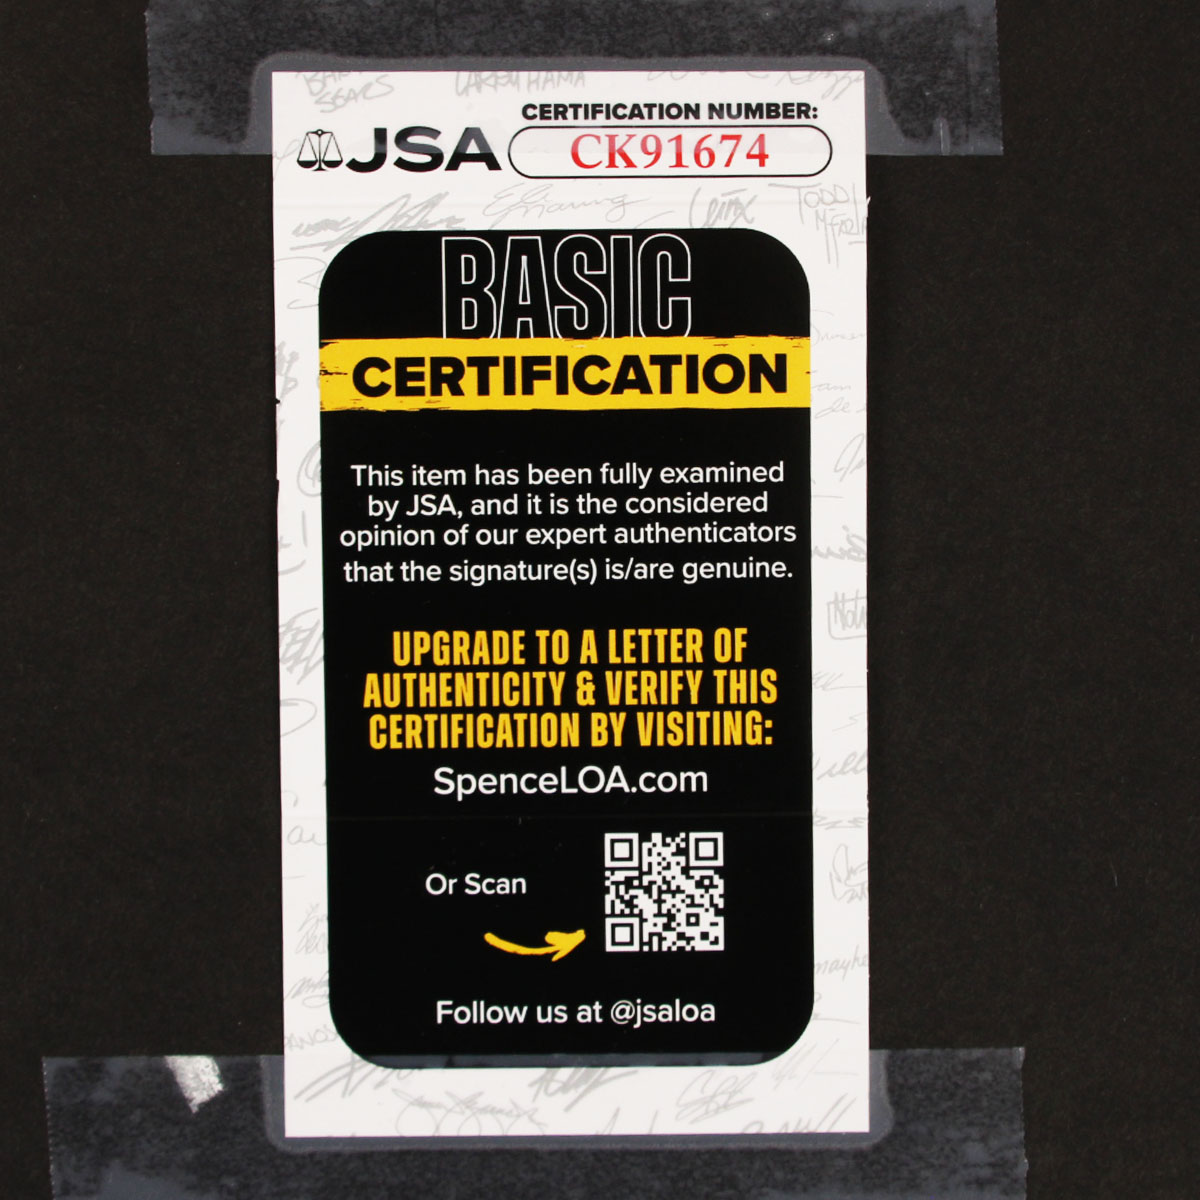 CERTIFICATION NUMBER:
JSA CK91674
BASIC
CERTIFICATION
This item has been fully examined
by JSA, and it is the considered
opinion of our expert authenticators
that the signature(s) is/are genuine.
UPGRADE TO A LETTER OF
AUTHENTICITY & VERIFY THIS
CERTIFICATION BY VISITING:
SpenceLOA.com
Or Scan
Follow us at @jsaloa